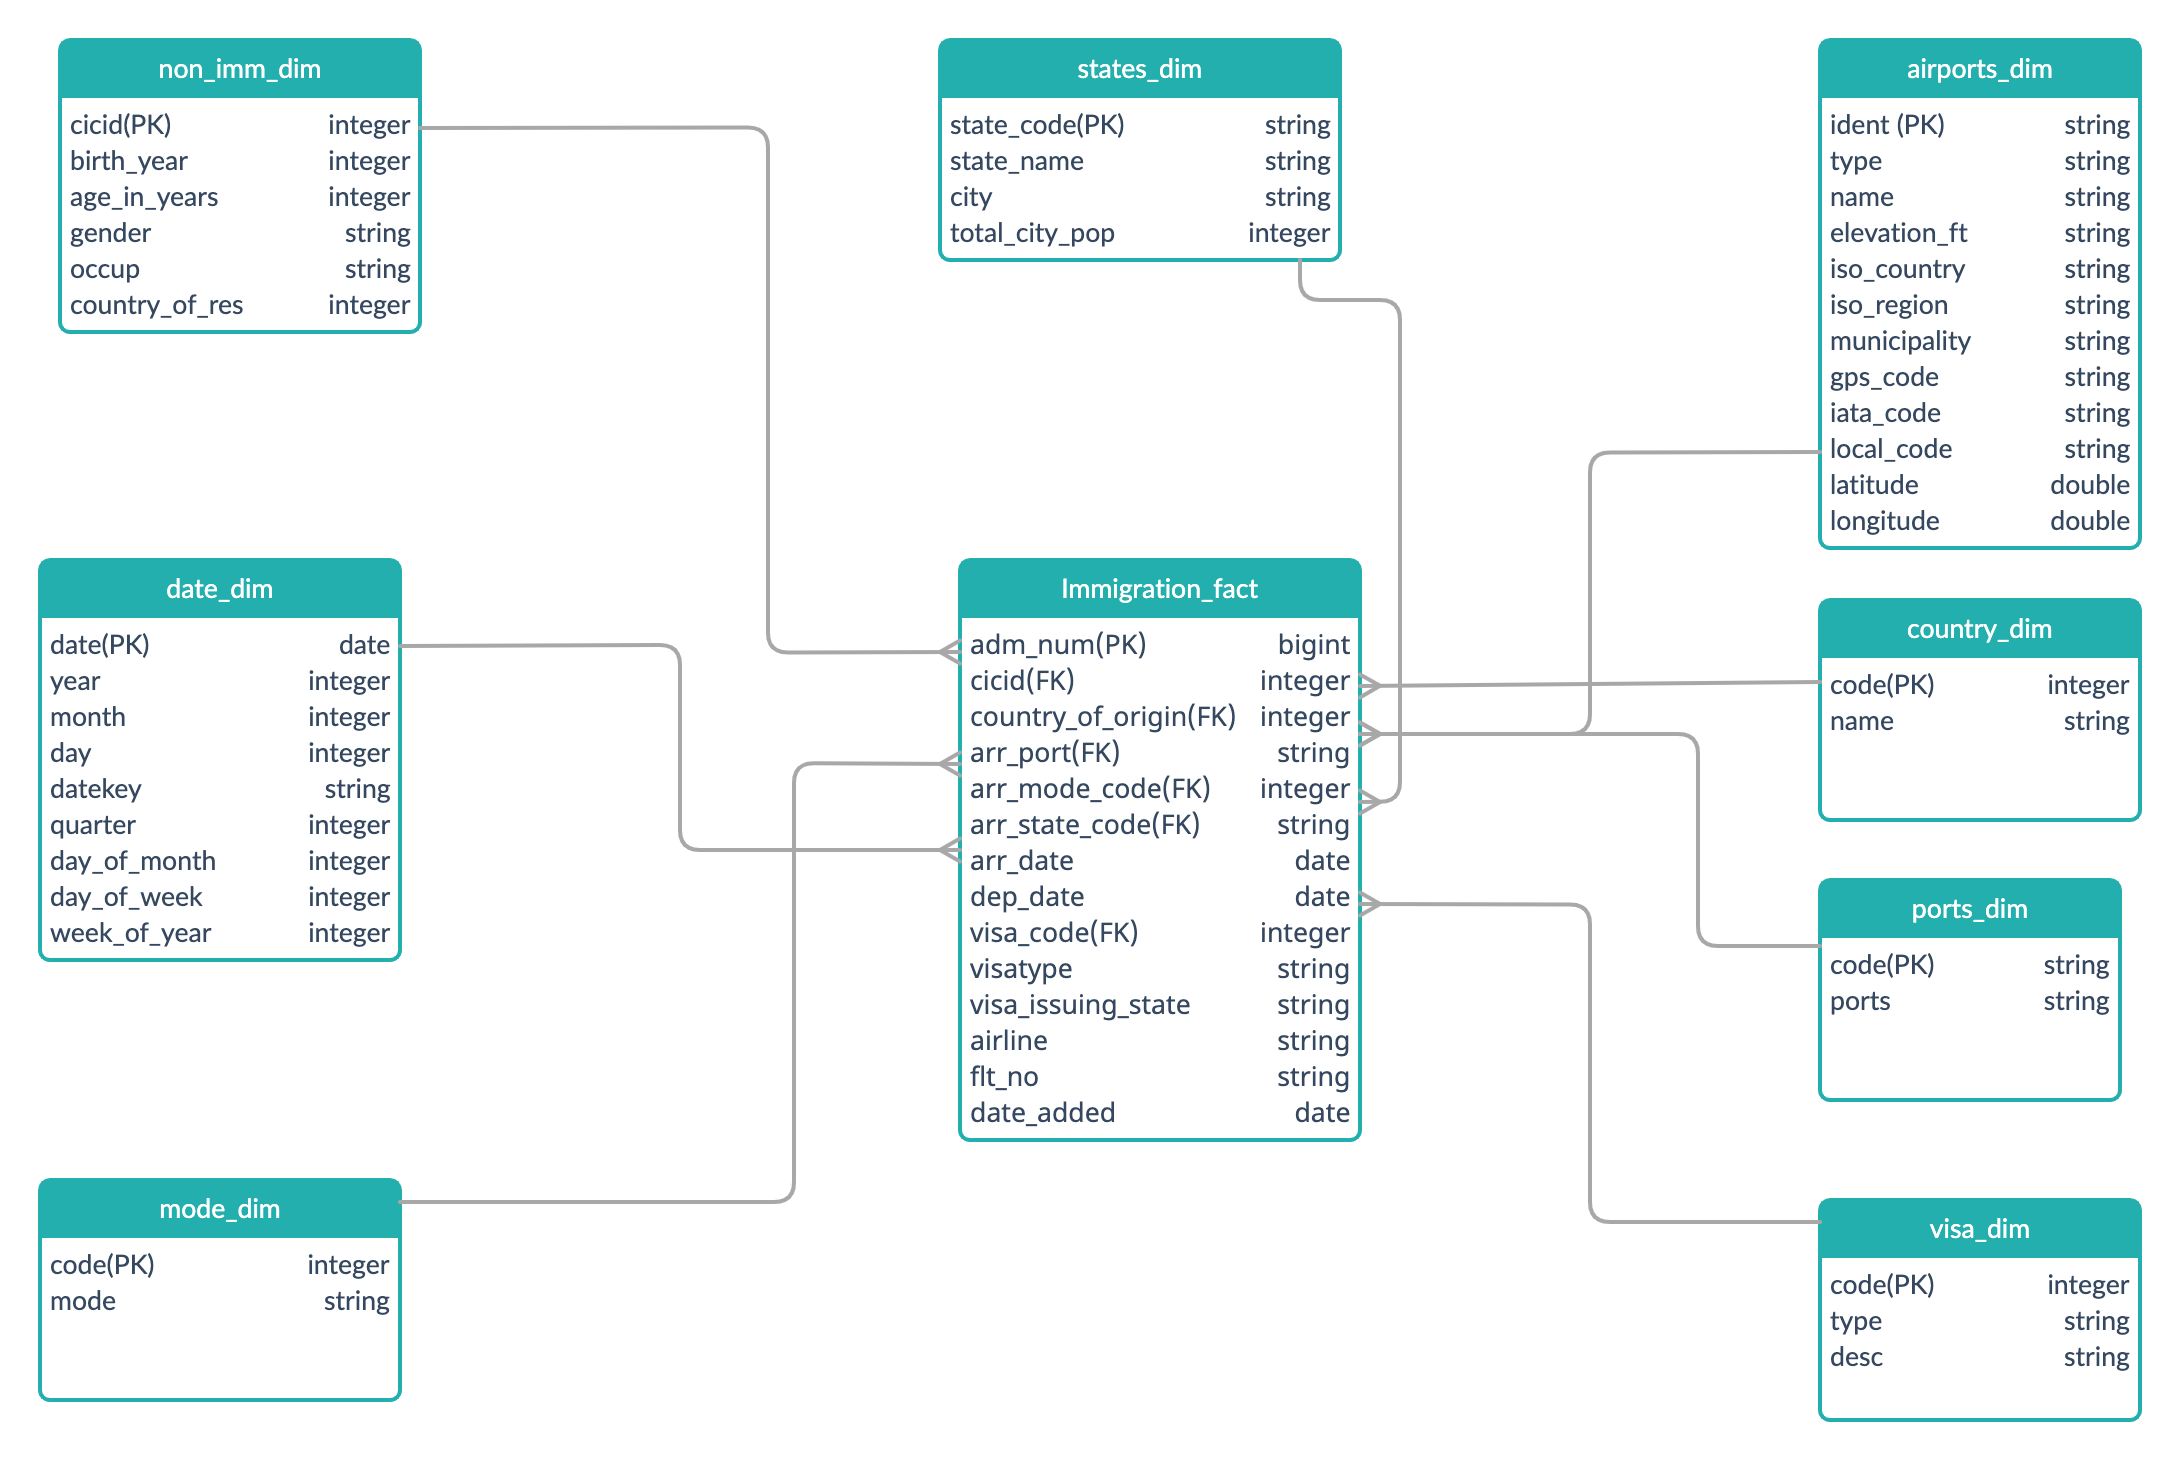 non_imm_dim
cicid(PK) integer
birth_year integer
age_in_years integer
gender string
occup string
country_of_res integer
states_dim
state_code(PK) string
state_name string
city string
total_city_pop integer
airports_dim
ident (PK) string
type string
name string
elevation_ft string
iso_country string
iso_region string
municipality string
gps_code string
iata_code string
local_code string
latitude double
longitude double
date_dim
date(PK) date
year integer
month integer
day integer
datekey string
quarter integer
day_of_month integer
day_of_week integer
week_of_year integer
Immigration_fact
adm_num(PK) bigint
cicid(FK) integer
country_of_origin(FK) integer
arr_port(FK) string
arr_mode_code(FK) integer
arr_state_code(FK) string
arr_date date
dep_date date
visa_code(FK) integer
visatype string
visa_issuing_state string
airline string
flt_no string
date_added date
country_dim
code(PK) integer
name string
ports_dim
code(PK) string
ports string
mode_dim
code(PK) integer
mode string
visa_dim
code(PK) integer
type string
desc string